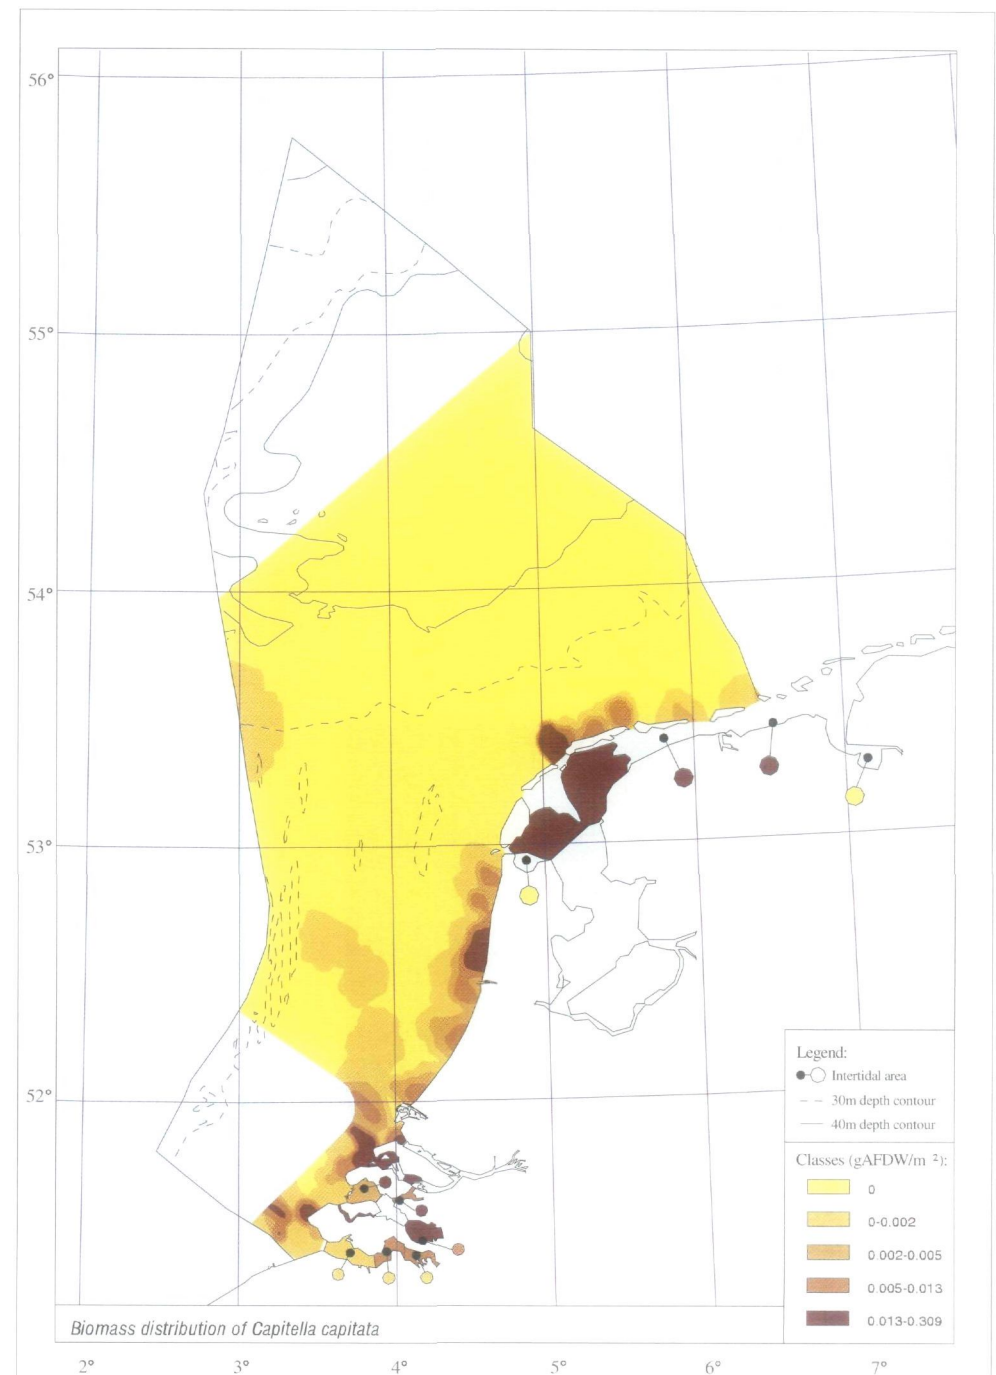 56°
55°
54°
53°
52°
Legend:
Intertidal area
30m depth contour
40m depth contour
Classes (gAFDW/m ²):
0
0-0.002
0.002-0.005
0.005-0.013
0.013-0.309
Biomass distribution of Capitella capitata
2° 3° 4° 5° 6° 7°